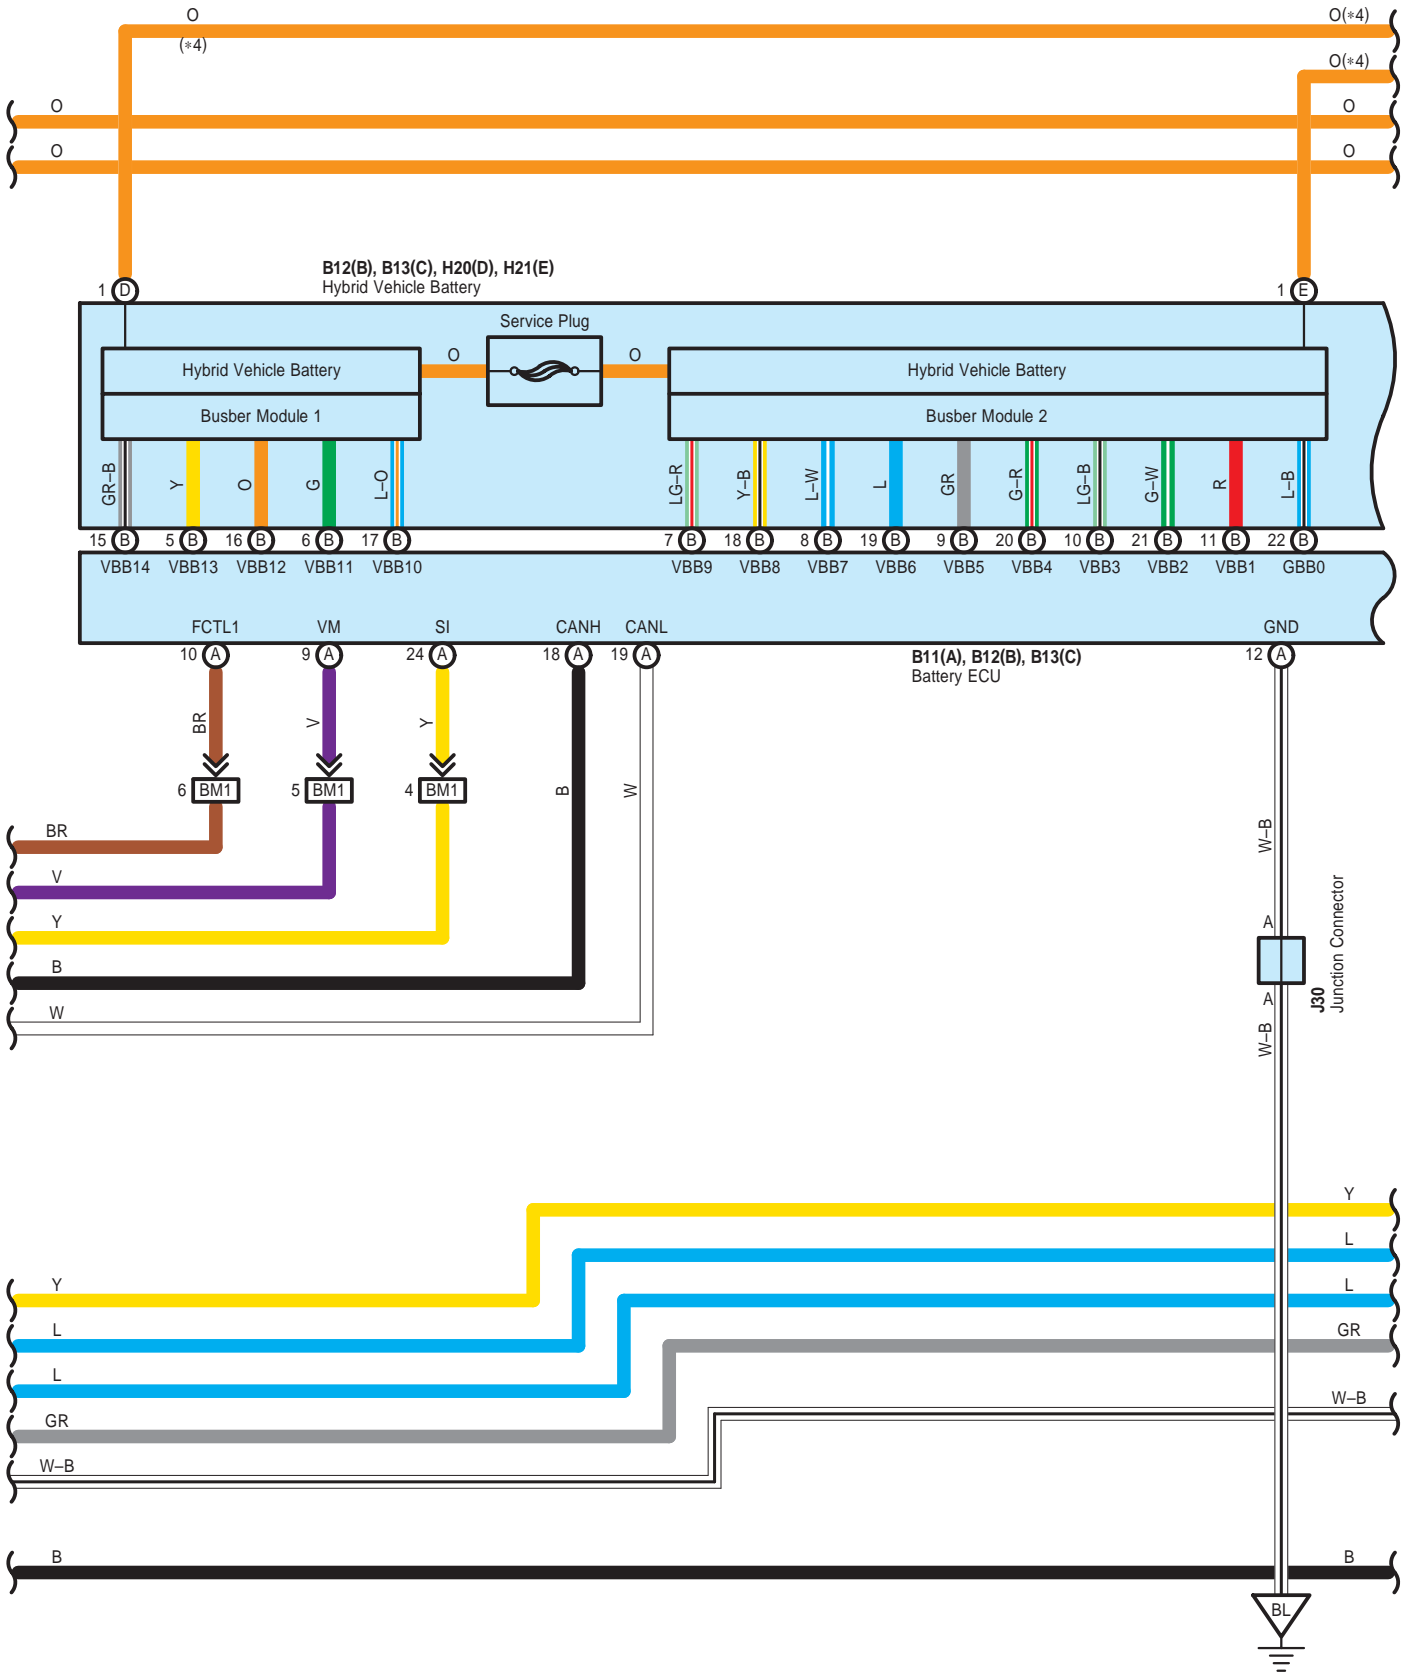 O
(*4)
O(*4)
O(*4)
O
O
O
O
B12(B), B13(C), H20(D), H21(E)
Hybrid Vehicle Battery
1 D
1 E
Service Plug
Hybrid Vehicle Battery
O
O
Hybrid Vehicle Battery
Busber Module 1
Busber Module 2
GR–B
Y
O
G
L–O
LG–R
Y–B
L–W
L
GR
G–R
LG–B
G–W
R
L–B
15 B
5 B
16 B
6 B
17 B
7 B
18 B
8 B
19 B
9 B
20 B
10 B
21 B
11 B
22 B
VBB14
VBB13
VBB12
VBB11
VBB10
VBB9
VBB8
VBB7
VBB6
VBB5
VBB4
VBB3
VBB2
VBB1
GBB0
FCTL1
VM
SI
CANH
CANL
GND
10 A
9 A
24 A
18 A
19 A
12 A
B11(A), B12(B), B13(C)
Battery ECU
BR
V
Y
B
W
6 BM1
5 BM1
4 BM1
W–B
BR
V
Y
B
W
A
A
J30
Junction Connector
W–B
Y
L
L
GR
W–B
Y
L
L
GR
W–B
B
B
BL